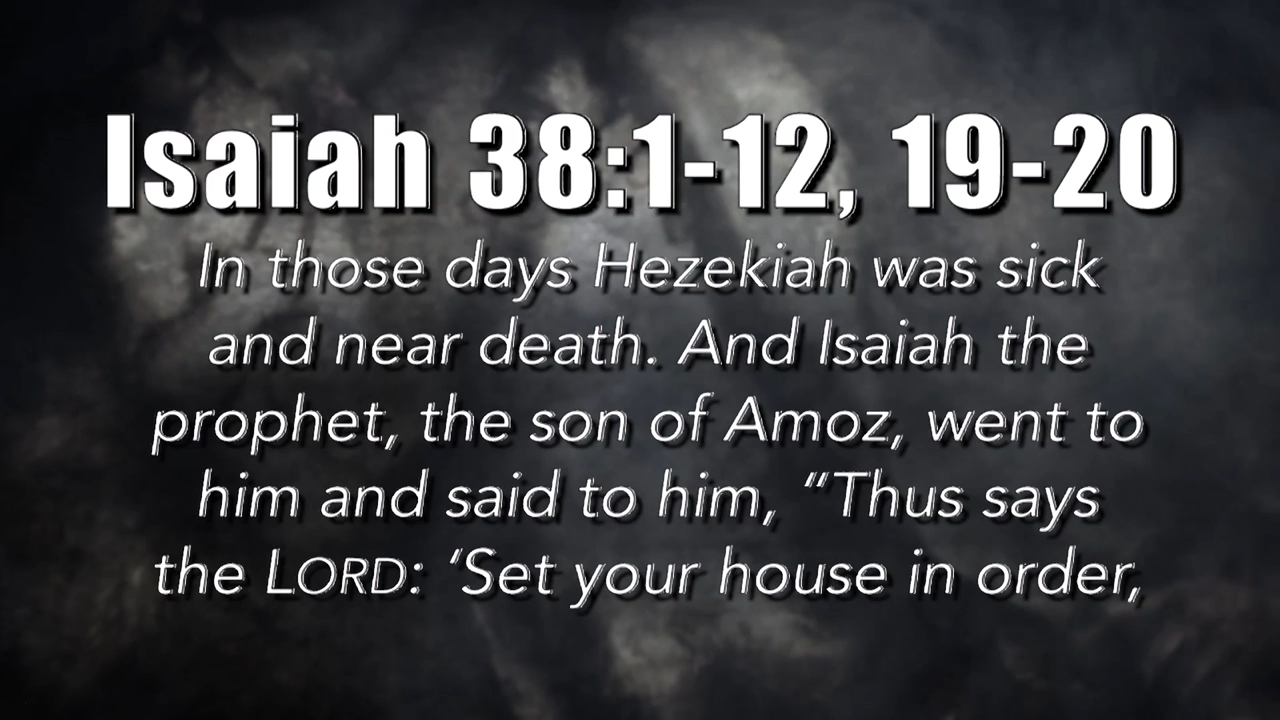 Isaiah 38:1-12, 19-20
In those days Hezekiah was sick
and near death. And Isaiah the
prophet, the son of Amoz, went to
him and said to him, “Thus says
the LORD: ‘Set your house in order,